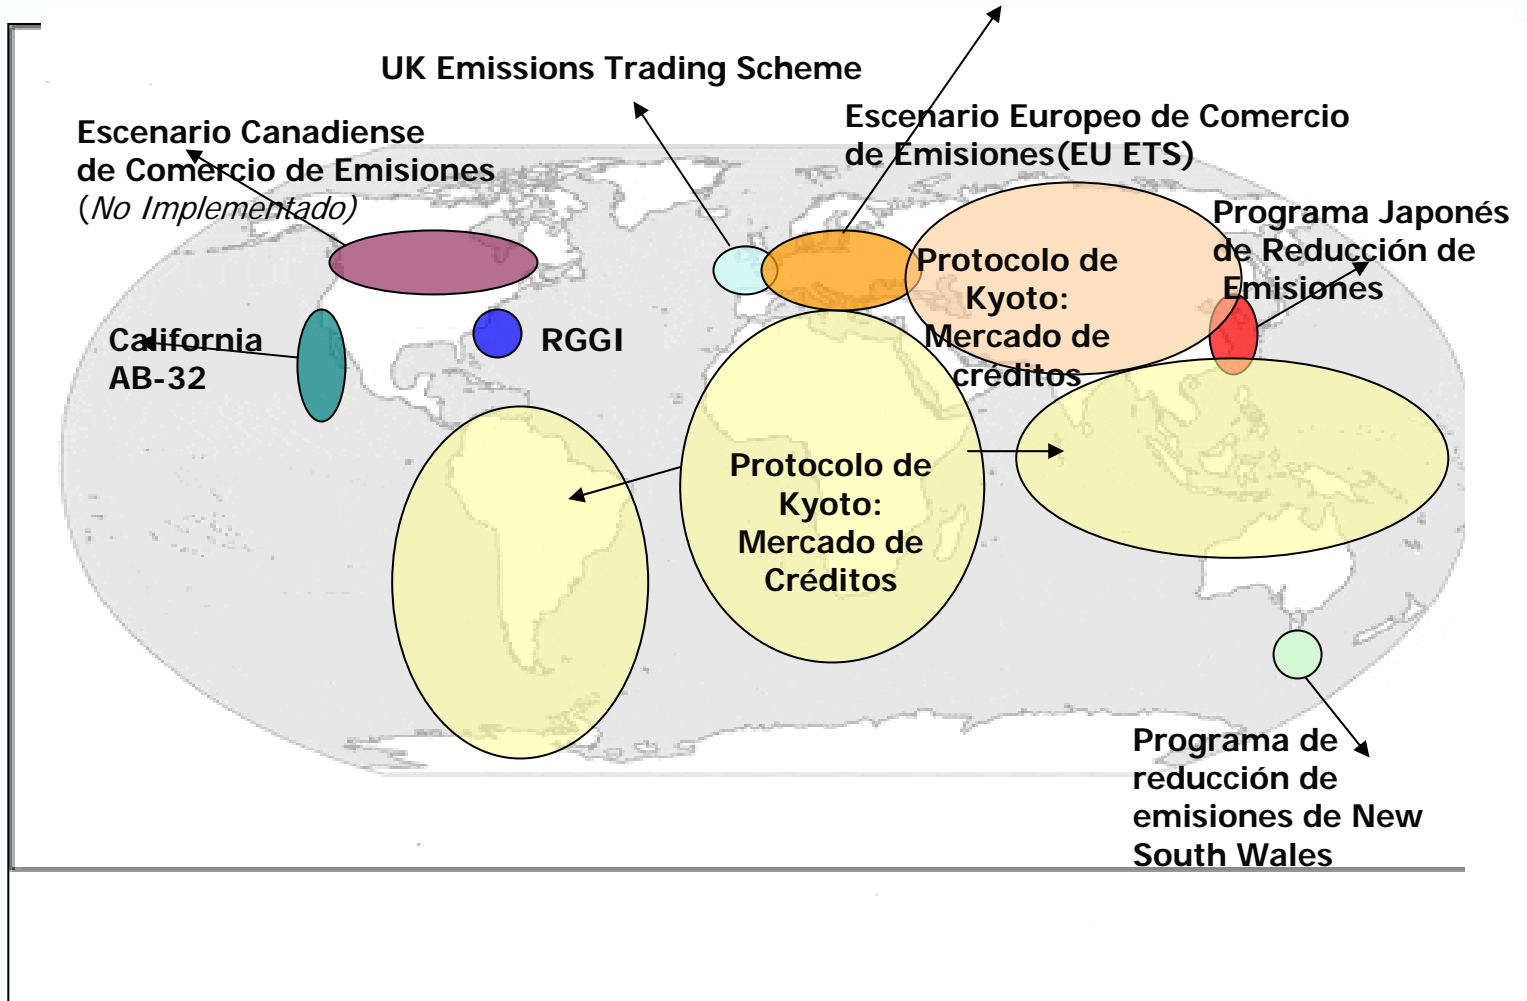 UK Emissions Trading Scheme
Escenario Canadiense
de Comercio de Emisiones
(No Implementado)
Escenario Europeo de Comercio
de Emisiones(EU ETS)
Programa Japonés
de Reducción de
Emisiones
Protocolo de
Kyoto:
Mercado de
créditos
California
AB-32
RGGI
Protocolo de
Kyoto:
Mercado de
Créditos
Programa de
reducción de
emisiones de New
South Wales